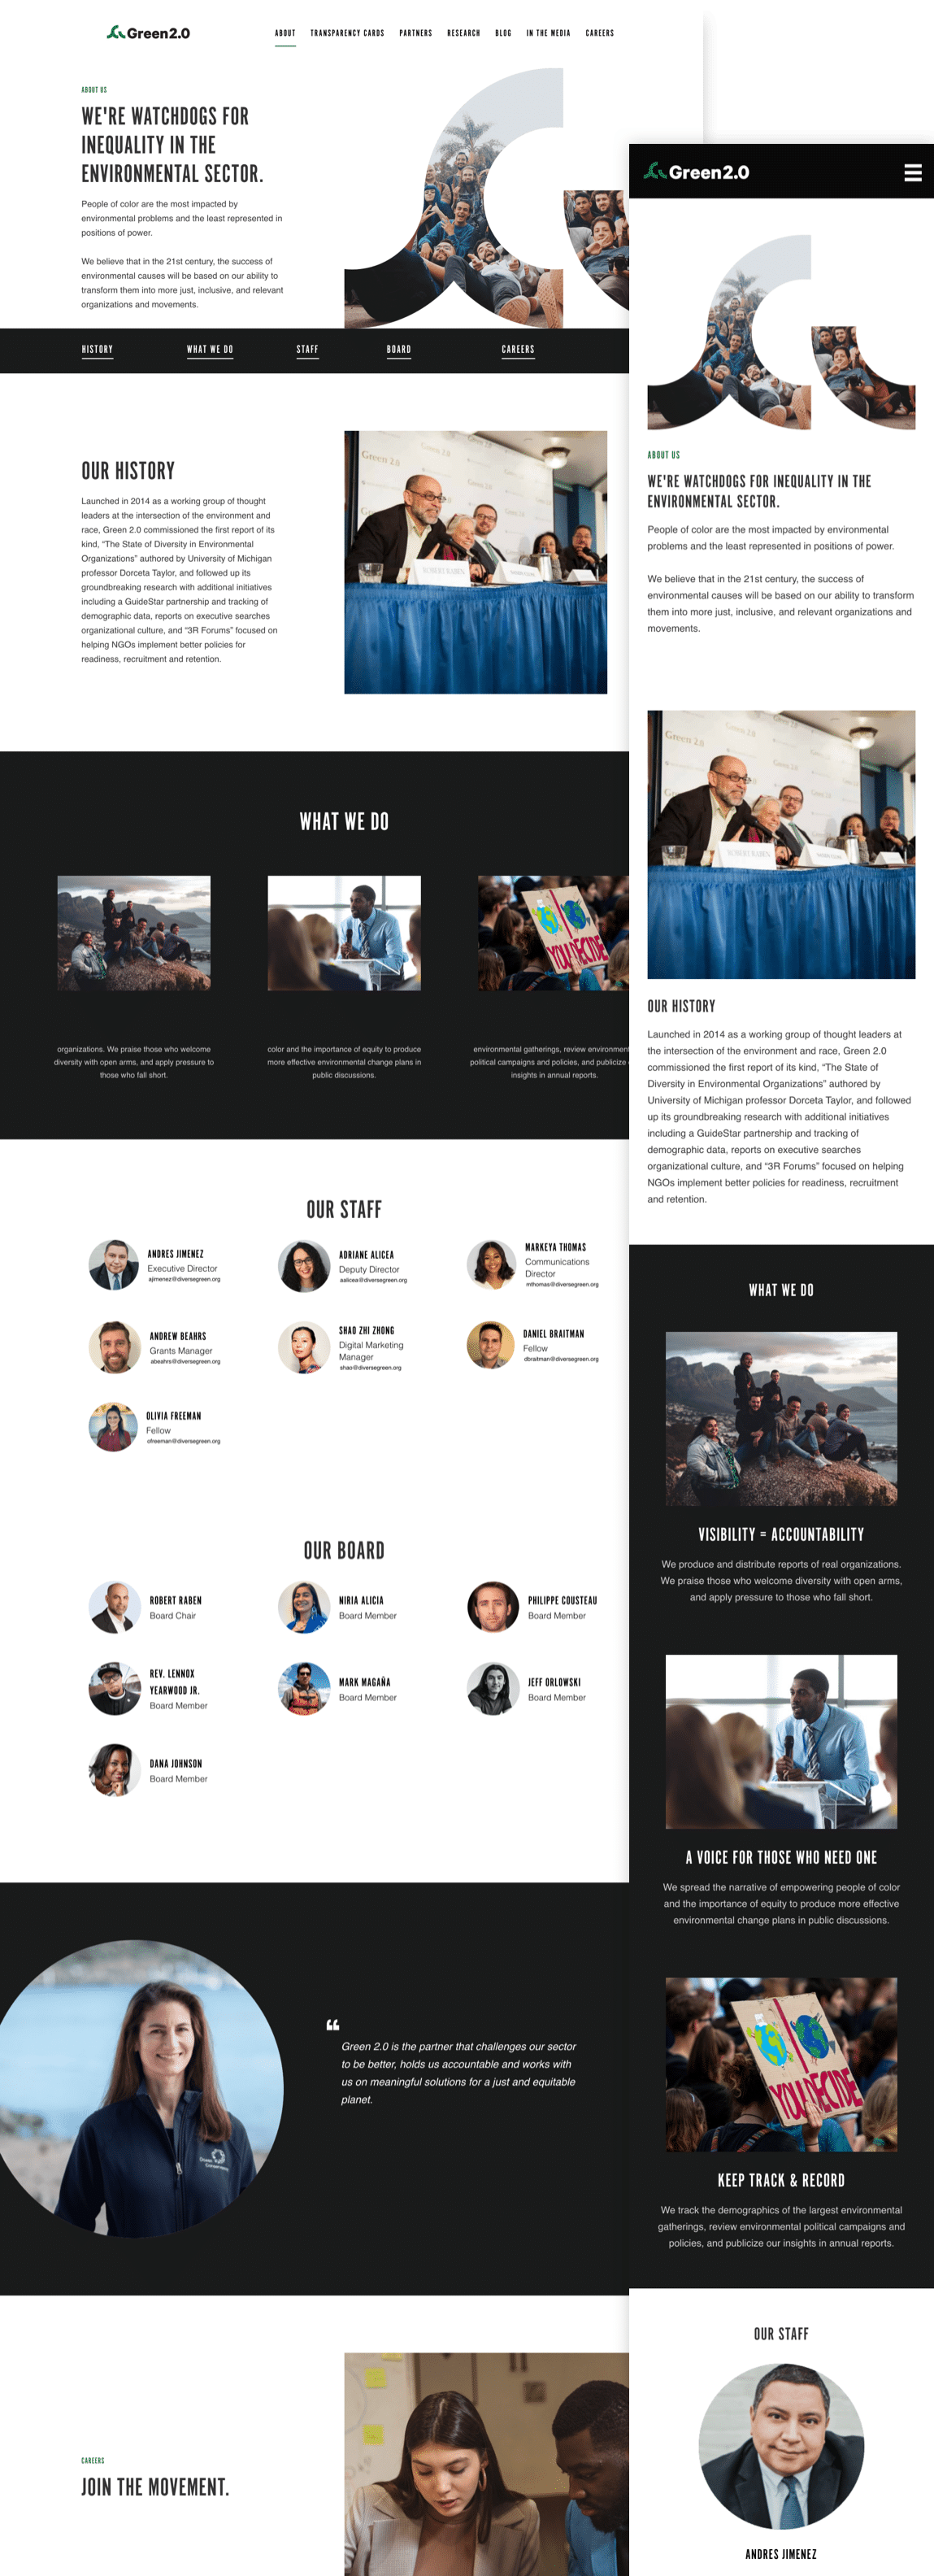 Green2.0
ABOUT TRANSPARENCY CARDS PARTNERS RESEARCH BLOG IN THE MEDIA CAREERS
ABOUT US
WE'RE WATCHDOGS FOR
INEQUALITY IN THE
ENVIRONMENTAL SECTOR.
People of color are the most impacted by
environmental problems and the least represented in
positions of power.
We believe that in the 21st century, the success of
environmental causes will be based on our ability to
transform them into more just, inclusive, and relevant
organizations and movements.
HISTORY WHAT WE DO STAFF BOARD CAREERS
OUR HISTORY
Launched in 2014 as a working group of thought
leaders at the intersection of the environment and
race, Green 2.0 commissioned the first report of its
kind, “The State of Diversity in Environmental
Organizations” authored by University of Michigan
professor Dorceta Taylor, and followed up its
groundbreaking research with additional initiatives
including a GuideStar partnership and tracking of
demographic data, reports on executive searches
organizational culture, and “3R Forums” focused on
helping NGOs implement better policies for
readiness, recruitment and retention.
Green 2.0
Green 2.0
ROBERT RABEN
WHAT WE DO
YOU DECIDE
organizations. We praise those who welcome
diversity with open arms, and apply pressure to
those who fall short.
color and the importance of equity to produce
more effective environmental change plans in
public discussions.
environmental gatherings, review environment
political campaigns and policies, and publicize
insights in annual reports.
OUR STAFF
ANDRES JIMENEZ
Executive Director
ajimenez@diversegreen.org
ADRIANE ALICEA
Deputy Director
aalicea@diversegreen.org
MARKEYA THOMAS
Communications
Director
mthomas@diversegreen.org
ANDREW BEAHRS
Grants Manager
abeahrs@diversegreen.org
SHAO ZHI ZHONG
Digital Marketing
Manager
shao@diversegreen.org
DANIEL BRAITMAN
Fellow
dbraitman@diversegreen.org
OLIVIA FREEMAN
Fellow
ofreeman@diversegreen.org
OUR BOARD
ROBERT RABEN
Board Chair
NIRIA ALICIA
Board Member
PHILIPPE COUSTEAU
Board Member
REV. LENNOX
YEARWOOD JR.
Board Member
MARK MAGAÑA
Board Member
JEFF ORLOWSKI
Board Member
DANA JOHNSON
Board Member
“
Green 2.0 is the partner that challenges our sector
to be better, holds us accountable and works with
us on meaningful solutions for a just and equitable
planet.
CAREERS
JOIN THE MOVEMENT.
Green2.0
ABOUT US
WE'RE WATCHDOGS FOR INEQUALITY IN THE
ENVIRONMENTAL SECTOR.
People of color are the most impacted by environmental
problems and the least represented in positions of power.
We believe that in the 21st century, the success of
environmental causes will be based on our ability to transform
them into more just, inclusive, and relevant organizations and
movements.
Green 2.0
Green 2.0
ROBERT RABEN
OUR HISTORY
Launched in 2014 as a working group of thought leaders at
the intersection of the environment and race, Green 2.0
commissioned the first report of its kind, “The State of
Diversity in Environmental Organizations” authored by
University of Michigan professor Dorceta Taylor, and followed
up its groundbreaking research with additional initiatives
including a GuideStar partnership and tracking of
demographic data, reports on executive searches
organizational culture, and “3R Forums” focused on helping
NGOs implement better policies for readiness, recruitment
and retention.
WHAT WE DO
VISIBILITY = ACCOUNTABILITY
We produce and distribute reports of real organizations.
We praise those who welcome diversity with open arms,
and apply pressure to those who fall short.
A VOICE FOR THOSE WHO NEED ONE
We spread the narrative of empowering people of color
and the importance of equity to produce more effective
environmental change plans in public discussions.
YOU DECIDE
KEEP TRACK & RECORD
We track the demographics of the largest environmental
gatherings, review environmental political campaigns and
policies, and publicize our insights in annual reports.
OUR STAFF
ANDRES JIMENEZ